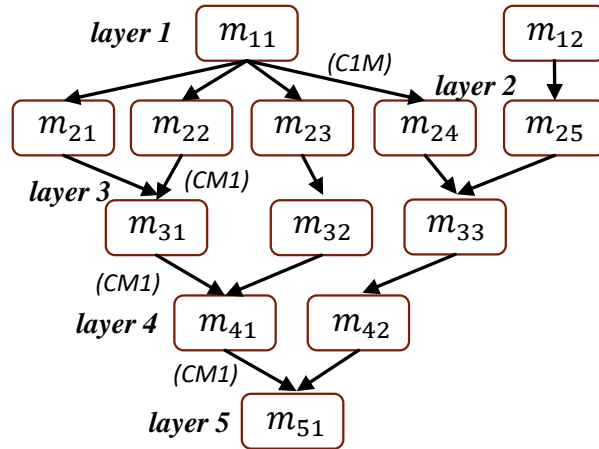 layer 1 m₁₁ m₁₂
(C1M)
layer 2
m₂₁ m₂₂ m₂₃ m₂₄ m₂₅
layer 3 (CM1)
m₃₁ m₃₂ m₃₃
(CM1)
layer 4 m₄₁ m₄₂
(CM1)
layer 5 m₅₁